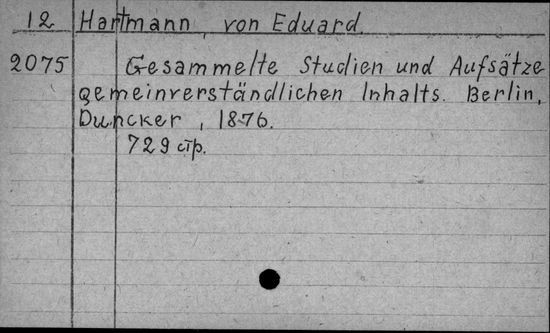 12 Hartmann, von Eduard.
2075 Gesammelte Studien und Aufsätze
gemeinverständlichen Inhalts. Berlin,
Duncker, 1876.
729 стр.